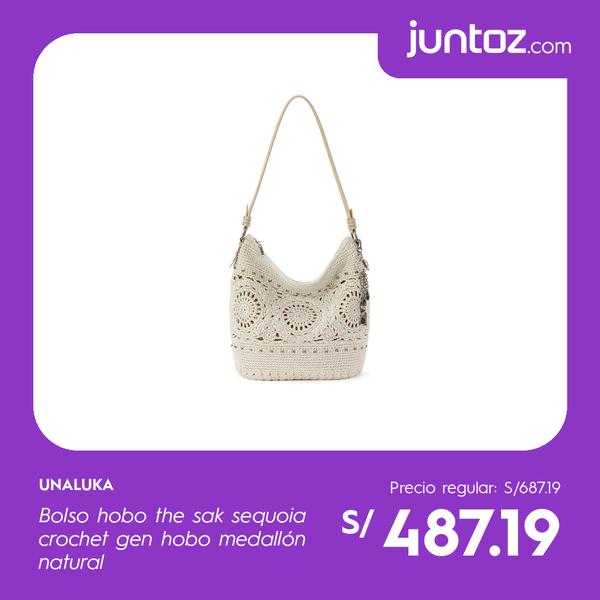 juntoz.com
UNALUKA
Bolso hobo the sak sequoia
crochet gen hobo medallón
natural
Precio regular: S/687.19
S/ 487.19